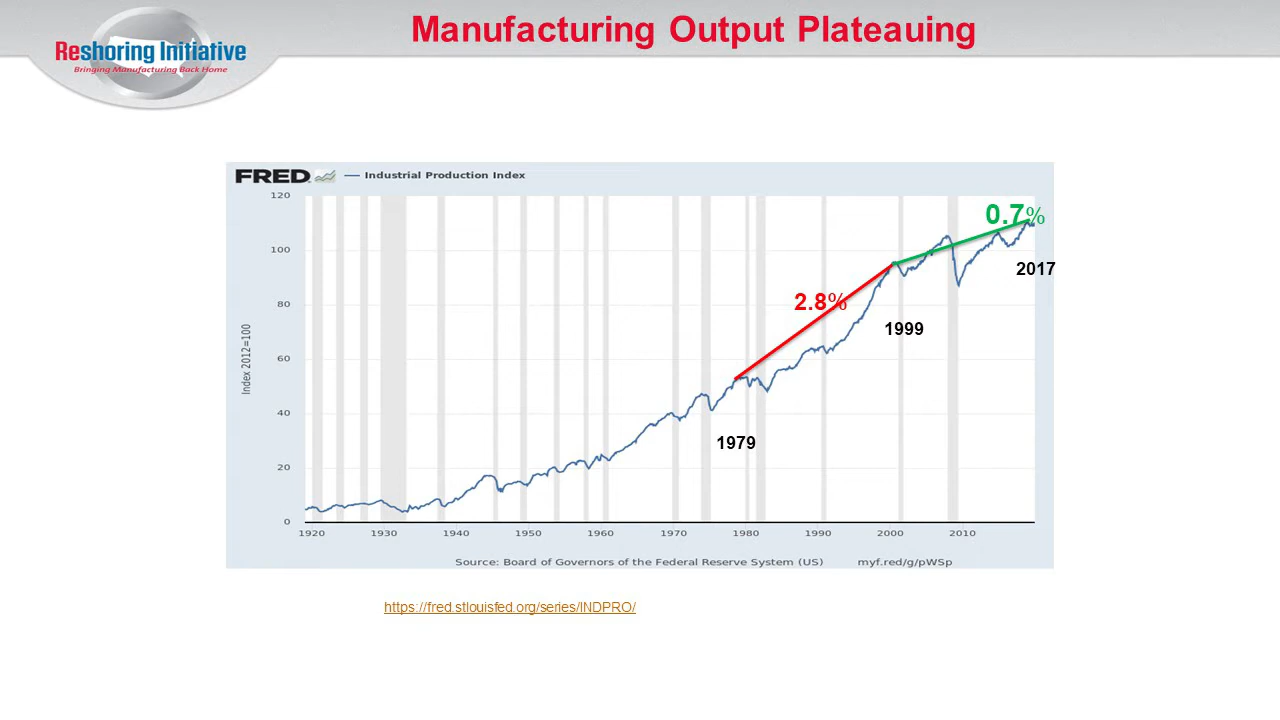 Manufacturing Output Plateauing
Reshoring Initiative
Bringing Manufacturing Back Home
FRED
Industrial Production Index
120
100
80
60
40
20
0
Index 2012=100
0.7%
2.8%
2017
1999
1979
1920 1930 1940 1950 1960 1970 1980 1990 2000 2010
Source: Board of Governors of the Federal Reserve System (US) myf.red/g/pWSp
https://fred.stlouisfed.org/series/INDPRO/